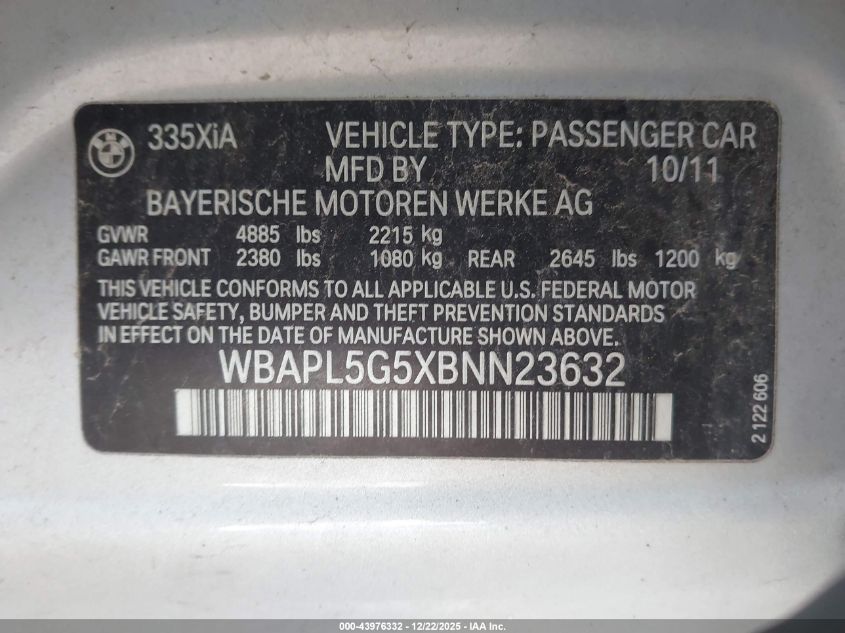 335XiA VEHICLE TYPE: PASSENGER CAR
MFD BY 10/11
BAYERISCHE MOTOREN WERKE AG
GVWR 4885 lbs 2215 kg
GAWR FRONT 2380 lbs 1080 kg REAR 2645 lbs 1200 kg
THIS VEHICLE CONFORMS TO ALL APPLICABLE U.S. FEDERAL MOTOR
VEHICLE SAFETY, BUMPER AND THEFT PREVENTION STANDARDS
IN EFFECT ON THE DATE OF MANUFACTURE SHOWN ABOVE.
WBAPL5G5XBNN23632
2 122 606
000-43976332 - 12/22/2025 - IAA Inc.